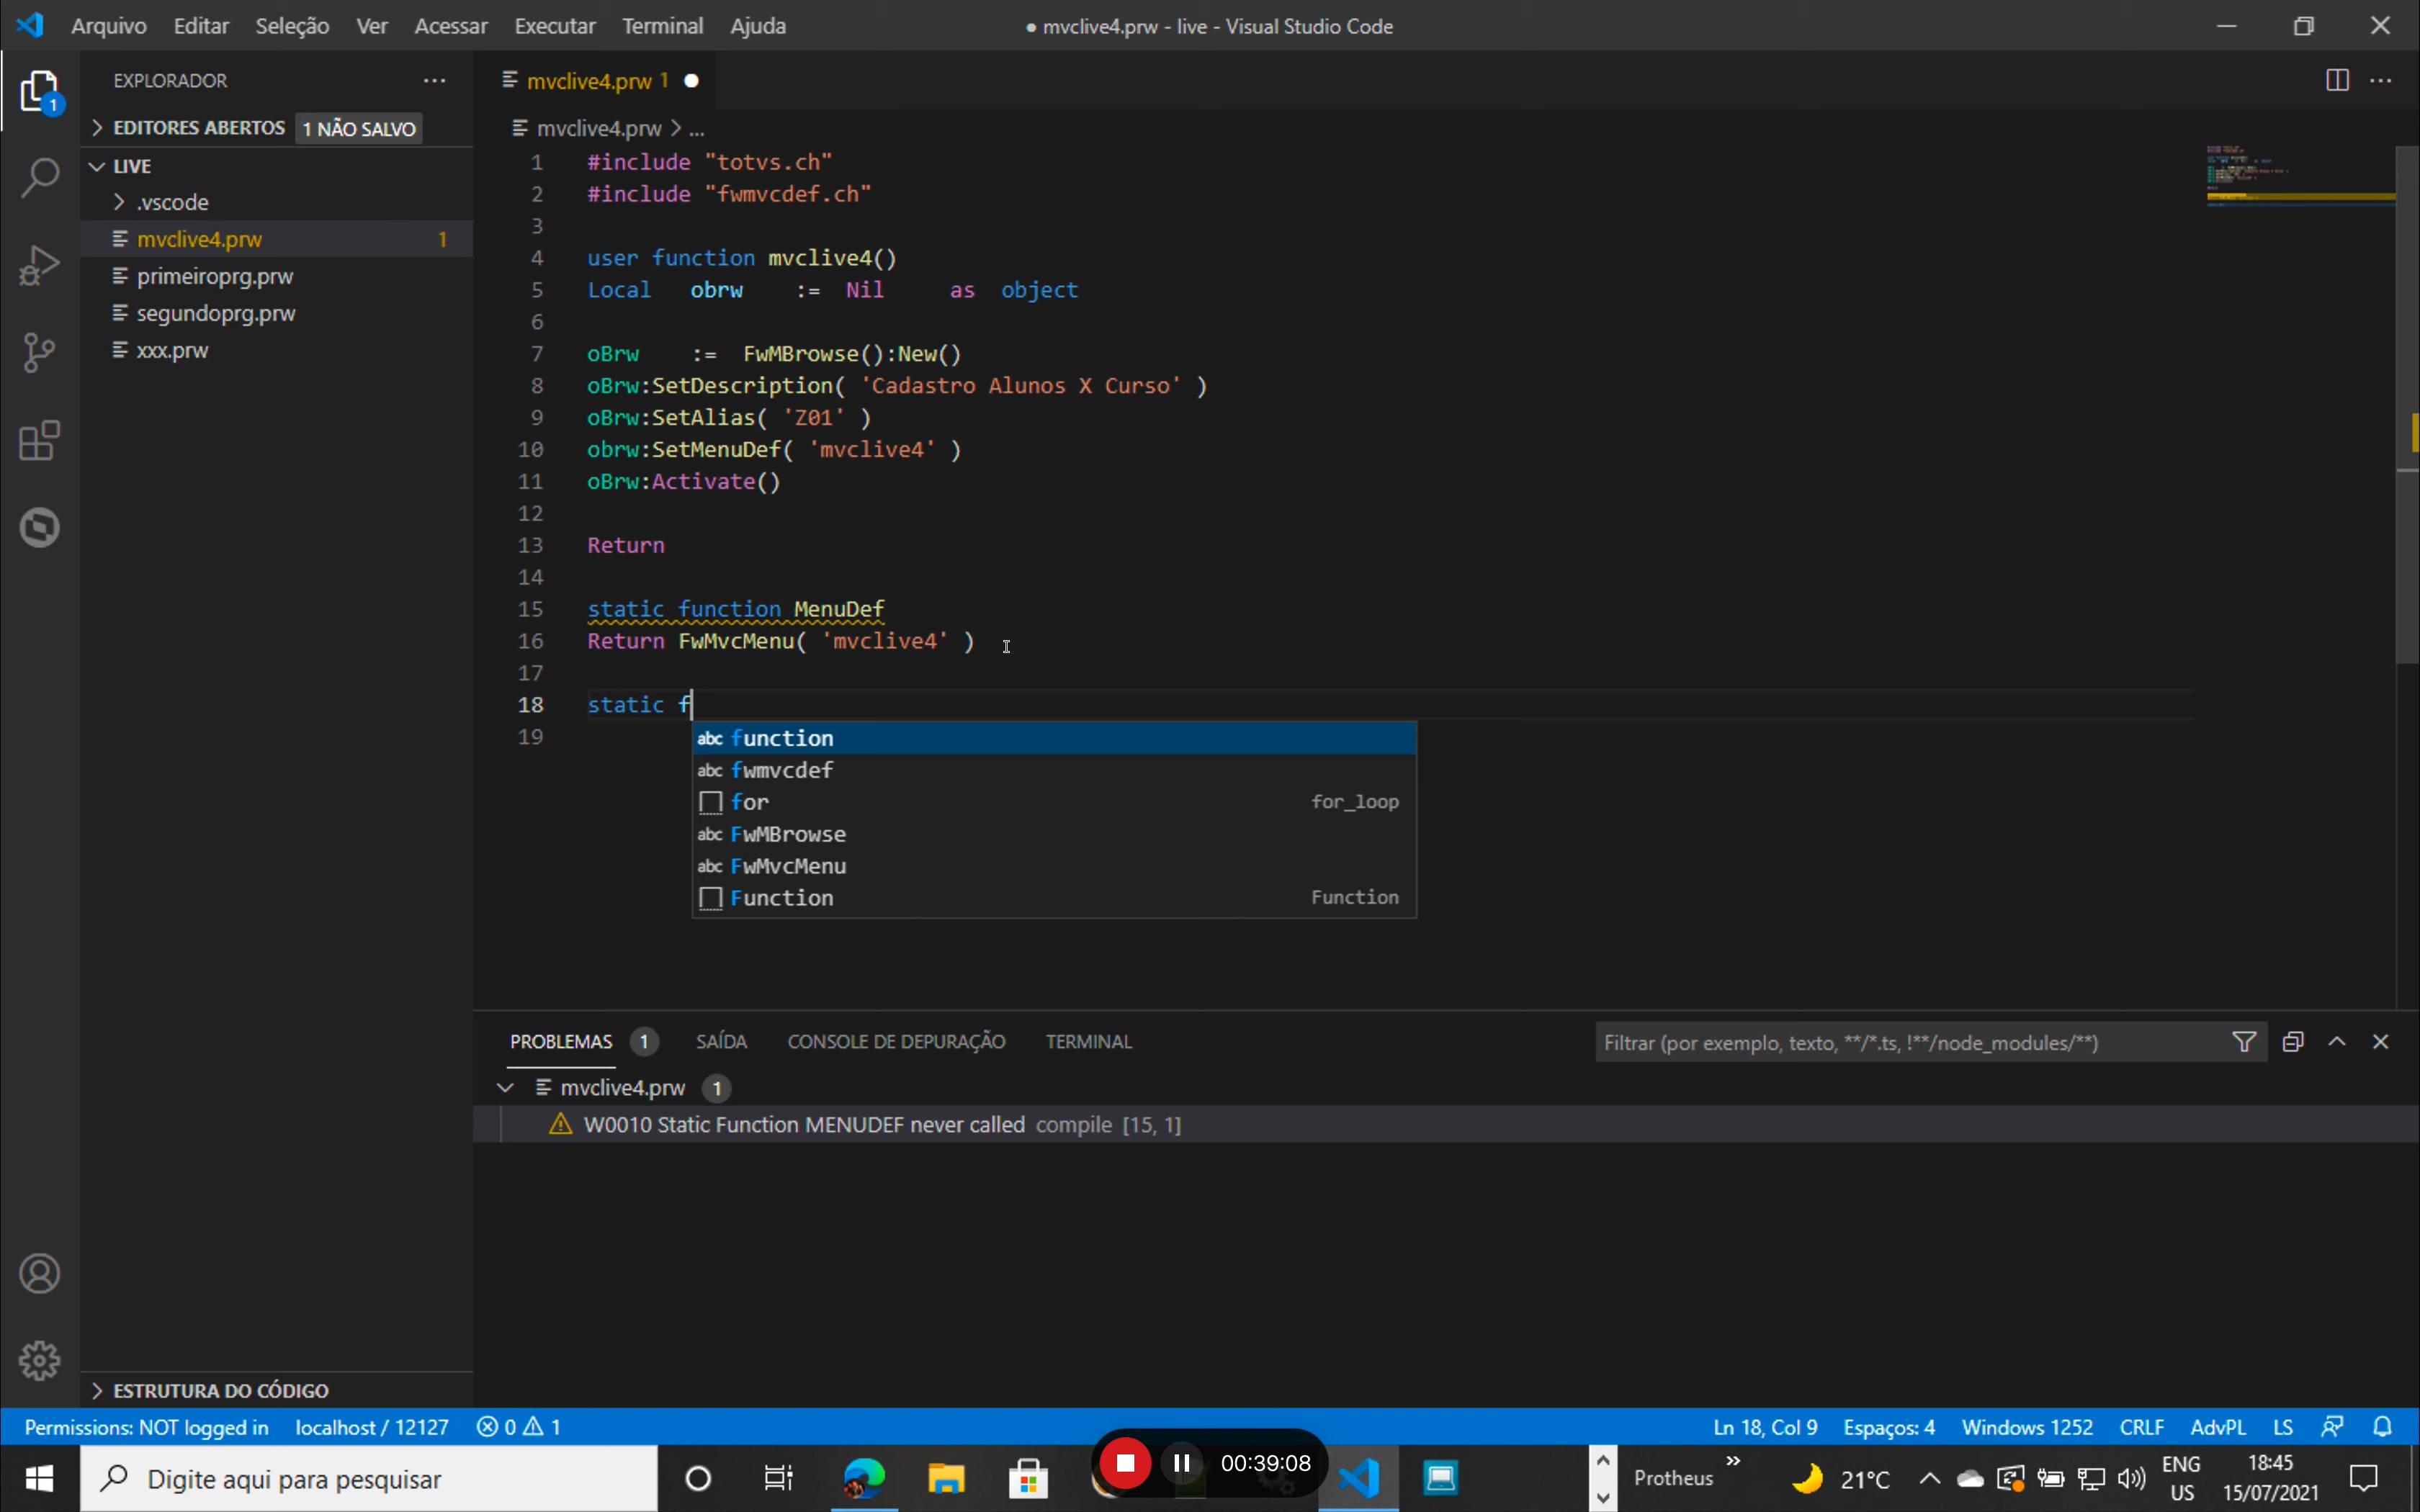 Arquivo Editar Seleção Ver Acessar Executar Terminal Ajuda
● mvclive4.prw - live - Visual Studio Code
EXPLORADOR ...
EDITORES ABERTOS 1 NÃO SALVO
LIVE
.vscode
mvclive4.prw 1
primeiroprg.prw
segundoprg.prw
xxx.prw
ESTRUTURA DO CÓDIGO
1
mvclive4.prw 1
mvclive4.prw > ...
1 #include "totvs.ch"
2 #include "fwmvcdef.ch"
3
4 user function mvclive4()
5 Local obrw := Nil as object
6
7 oBrw := FwMBrowse():New()
8 oBrw:SetDescription( 'Cadastro Alunos X Curso' )
9 oBrw:SetAlias( 'Z01' )
10 obrw:SetMenuDef( 'mvclive4' )
11 oBrw:Activate()
12
13 Return
14
15 static function MenuDef
16 Return FwMvcMenu( 'mvclive4' )
17
18 static f
19
abc function
abc fwmvcdef
for for_loop
abc FwMBrowse
abc FwMvcMenu
Function Function
PROBLEMAS 1 SAÍDA CONSOLE DE DEPURAÇÃO TERMINAL
Filtrar (por exemplo, texto, **/*.ts, !**/node_modules/**)
mvclive4.prw 1
W0010 Static Function MENUDEF never called compile [15, 1]
Permissions: NOT logged in localhost / 12127 0 1
Ln 18, Col 9 Espaços: 4 Windows 1252 CRLF AdvPL LS
Digite aqui para pesquisar
00:39:08
Protheus »
21°C
ENG
US
18:45
15/07/2021